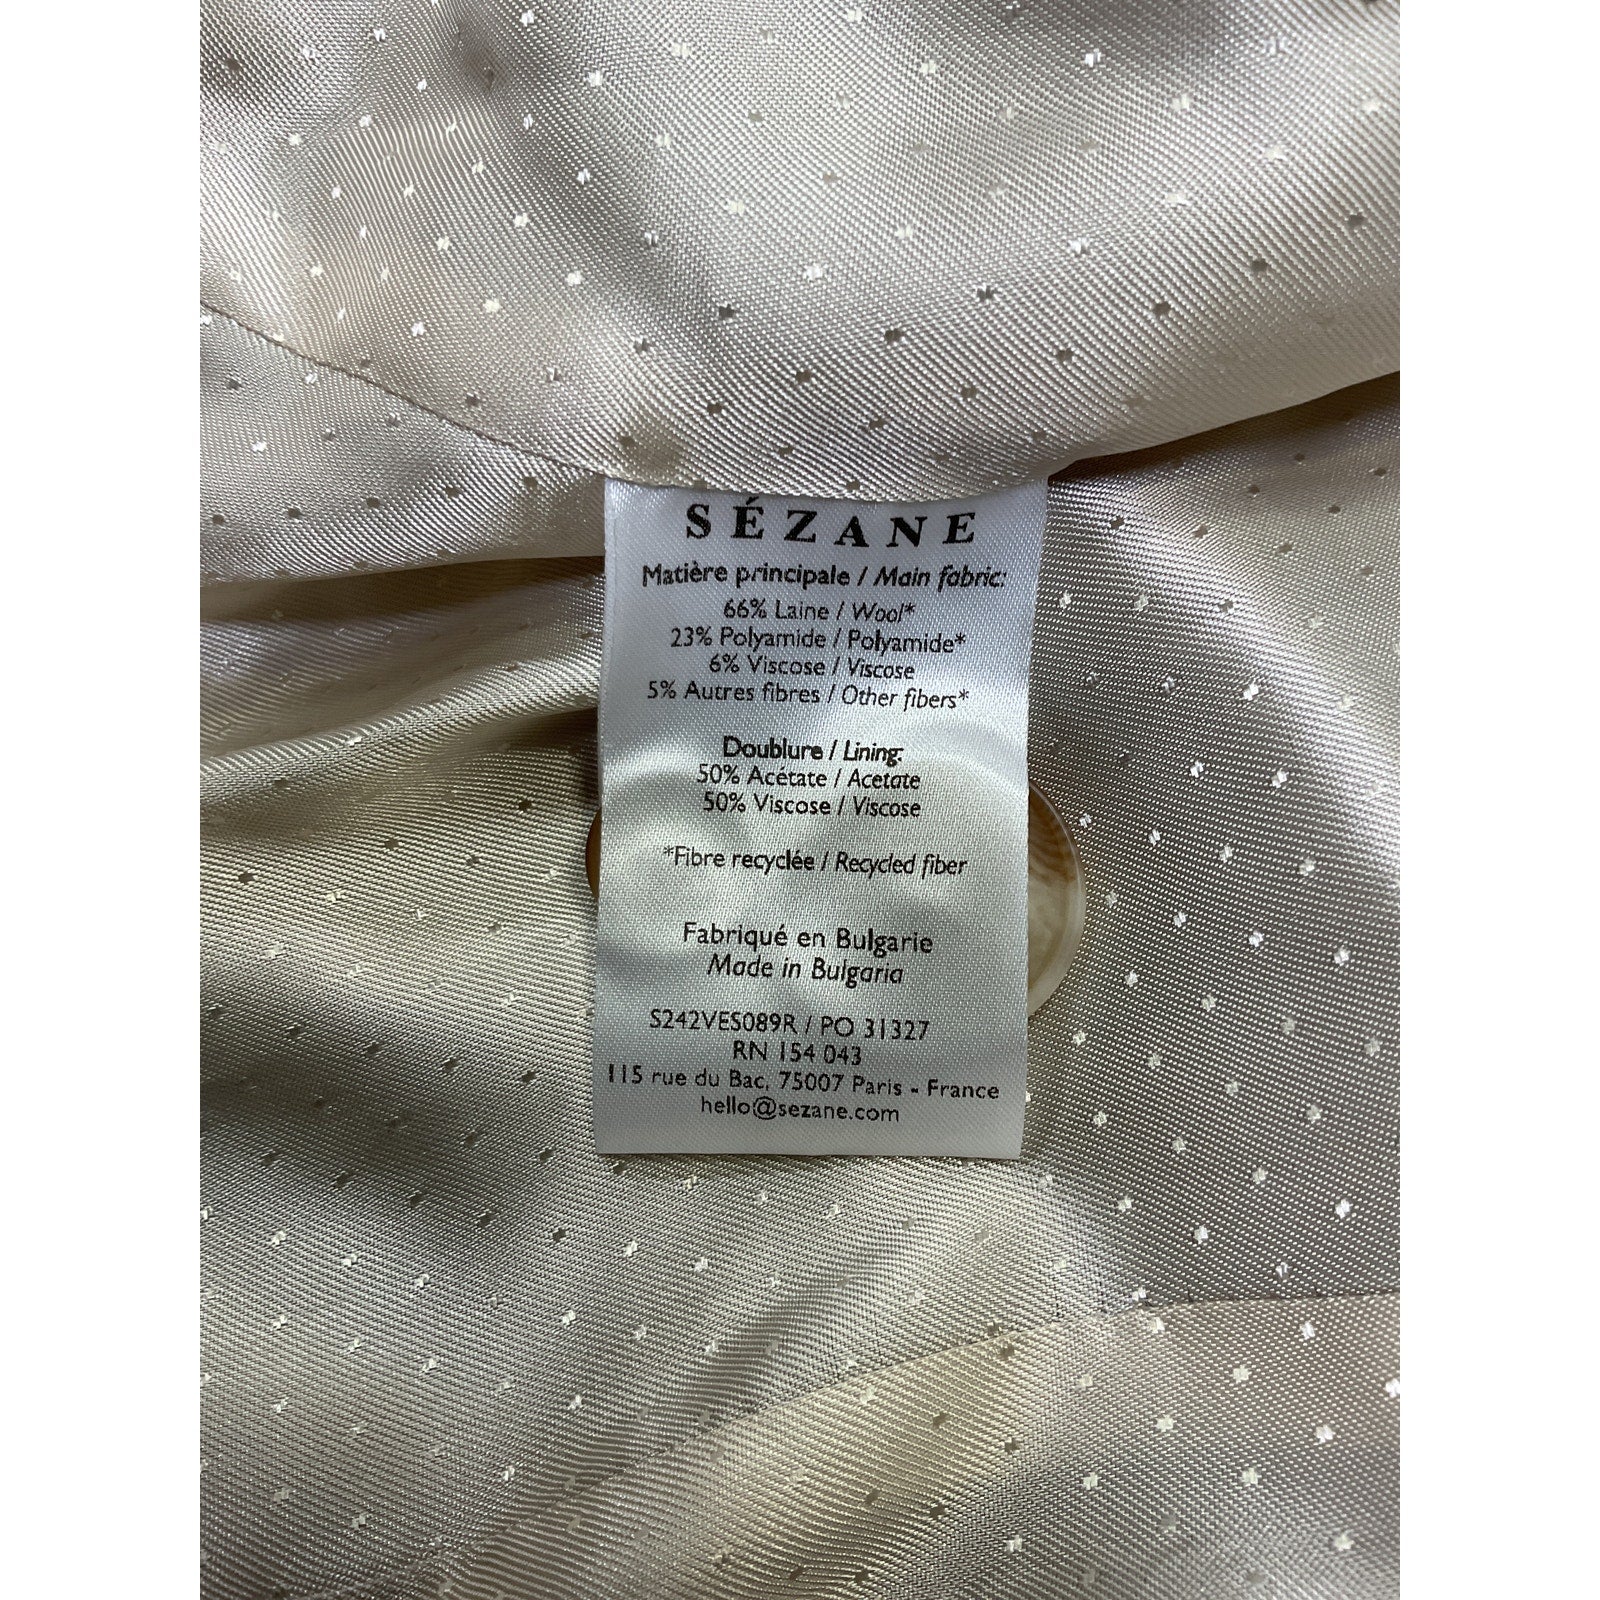 SÉZANE
Matière principale / Main fabric:
66% Laine / Wool*
23% Polyamide / Polyamide*
6% Viscose / Viscose
5% Autres fibres / Other fibers*
Doublure / Lining:
50% Acétate / Acetate
50% Viscose / Viscose
*Fibre recyclée / Recycled fiber
Fabriqué en Bulgarie
Made in Bulgaria
S242VES089R / PO 31327
RN 154 043
115 rue du Bac, 75007 Paris - France
hello@sezane.com